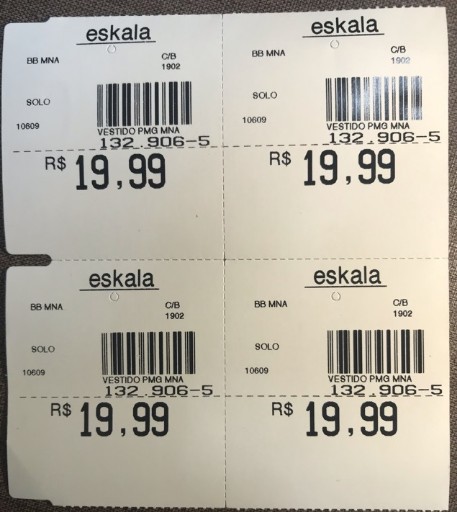 eskala
BB MNA C/B
1902
SOLO
10609
VESTIDO PMG MNA
132.906-5
R$ 19,99
eskala
BB MNA C/B
1902
SOLO
10609
VESTIDO PMG MNA
132.906-5
R$ 19,99
eskala
BB MNA C/B
1902
SOLO
10609
VESTIDO PMG MNA
132.906-5
R$ 19,99
eskala
BB MNA C/B
1902
SOLO
10609
VESTIDO PMG MNA
132.906-5
R$ 19,99